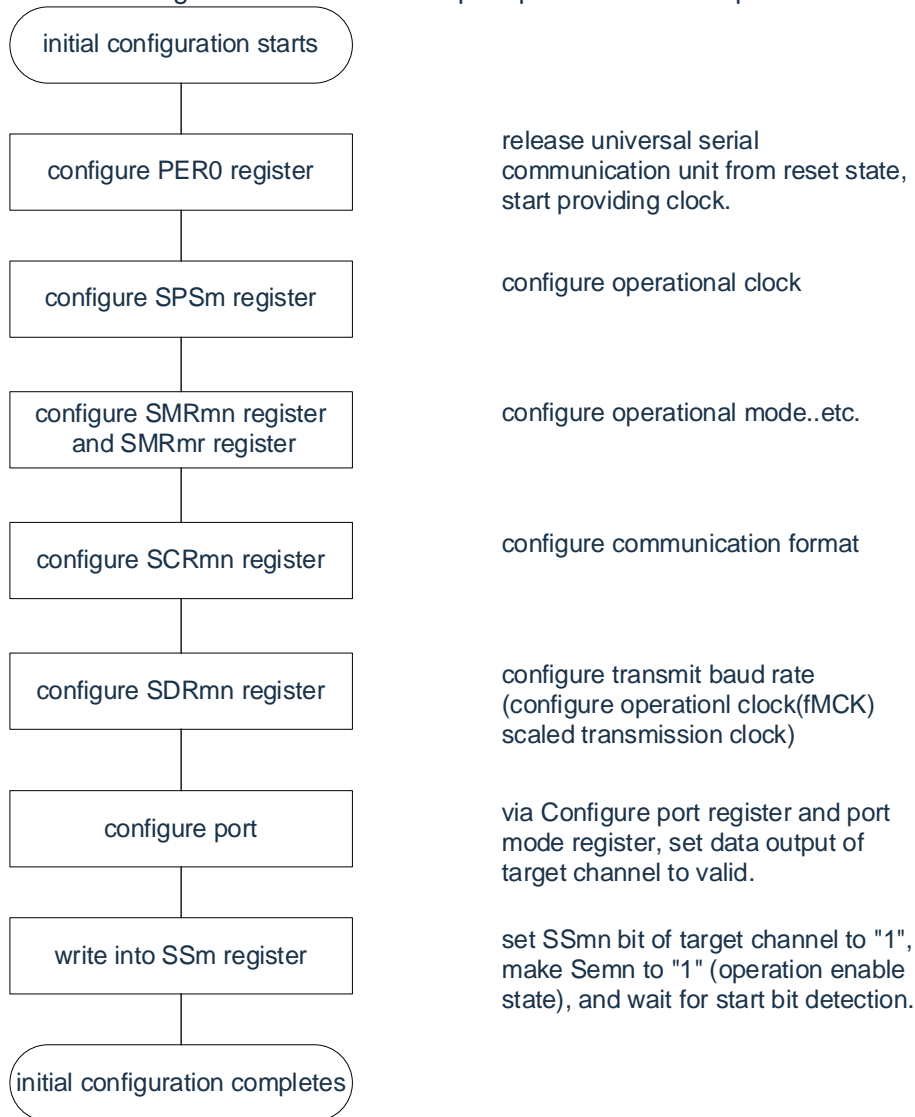 initial configuration starts
configure PER0 register
release universal serial
communication unit from reset state,
start providing clock.
configure SPSm register
configure operational clock
configure SMRmn register
and SMRmr register
configure operational mode..etc.
configure SCRmn register
configure communication format
configure SDRmn register
configure transmit baud rate
(configure operationl clock(fMCK)
scaled transmission clock)
configure port
via Configure port register and port
mode register, set data output of
target channel to valid.
write into SSm register
set SSmn bit of target channel to "1",
make Semn to "1" (operation enable
state), and wait for start bit detection.
initial configuration completes